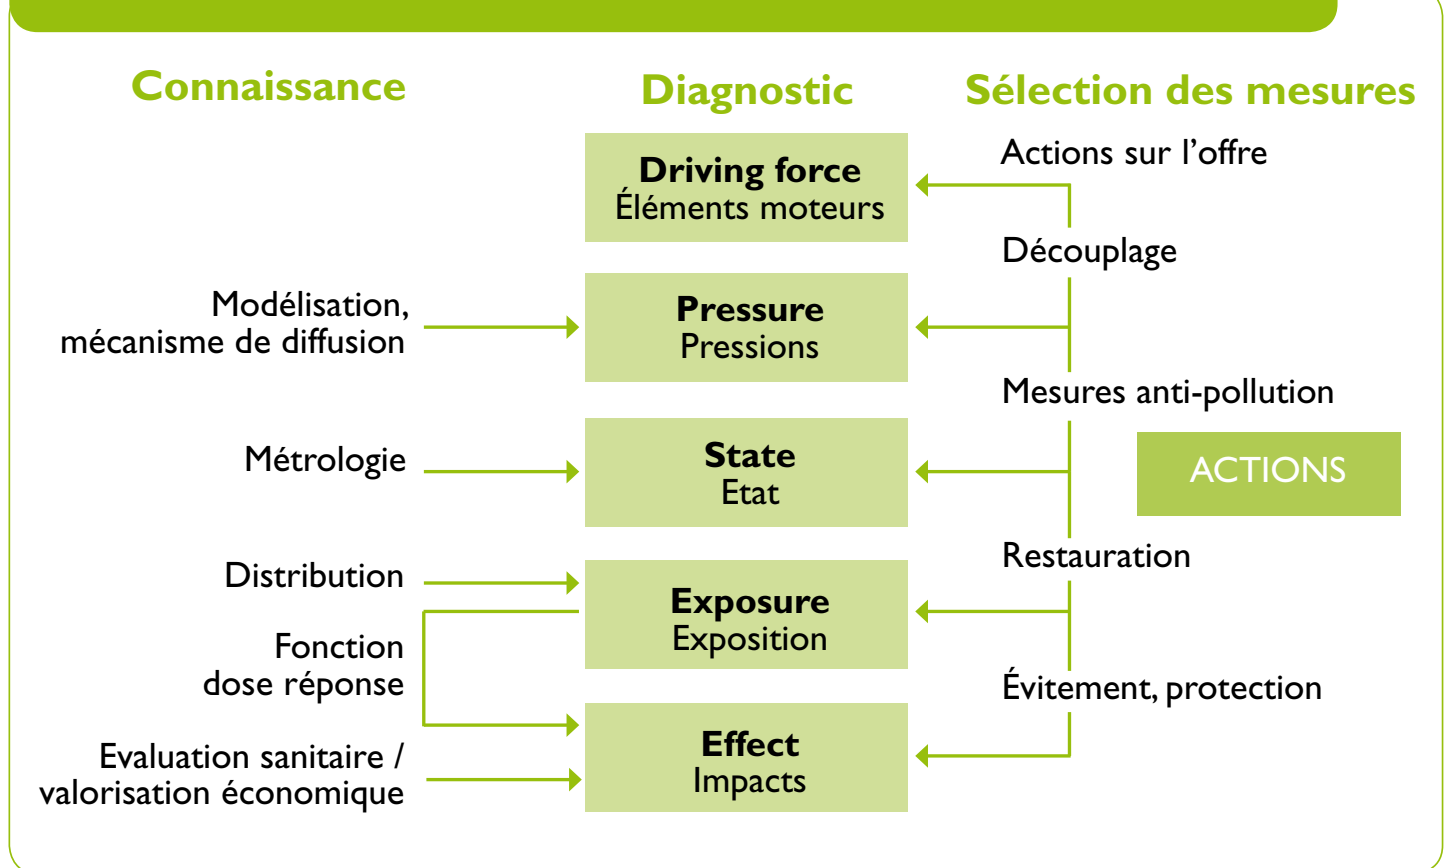 Connaissance
Diagnostic
Sélection des mesures
Driving force
Éléments moteurs
Actions sur l’offre
Découplage
Modélisation,
mécanisme de diffusion
Pressure
Pressions
Mesures anti-pollution
Métrologie
State
Etat
ACTIONS
Restauration
Distribution
Exposure
Exposition
Fonction
dose réponse
Évitement, protection
Effect
Impacts
Evaluation sanitaire /
valorisation économique